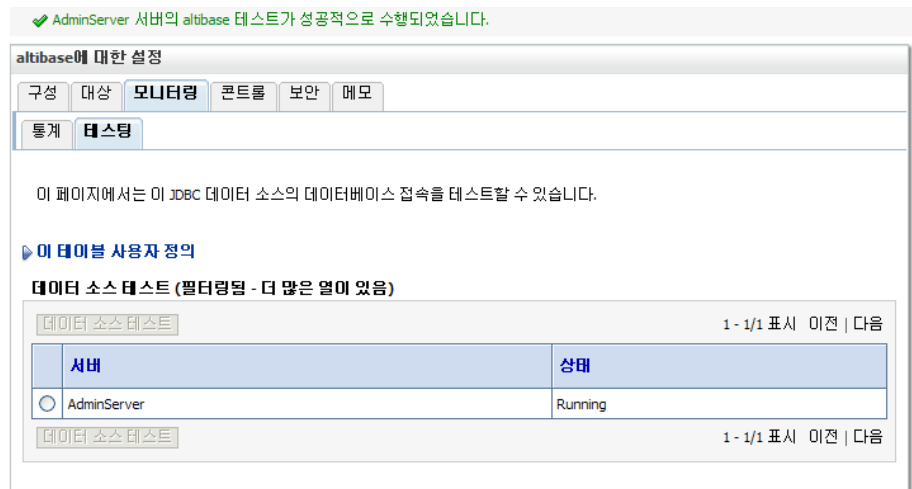 AdminServer 서버의 altibase 테스트가 성공적으로 수행되었습니다.
altibase에 대한 설정
구성 대상 모니터링 콘트롤 보안 메모
통계 테스팅
이 페이지에서는 이 JDBC 데이터 소스의 데이터베이스 접속을 테스트할 수 있습니다.
이 테이블 사용자 정의
데이터 소스 테스트 (필터링됨 - 더 많은 열이 있음)
데이터 소스 테스트 1 - 1/1 표시 이전 | 다음
서버 상태
AdminServer Running
데이터 소스 테스트 1 - 1/1 표시 이전 | 다음